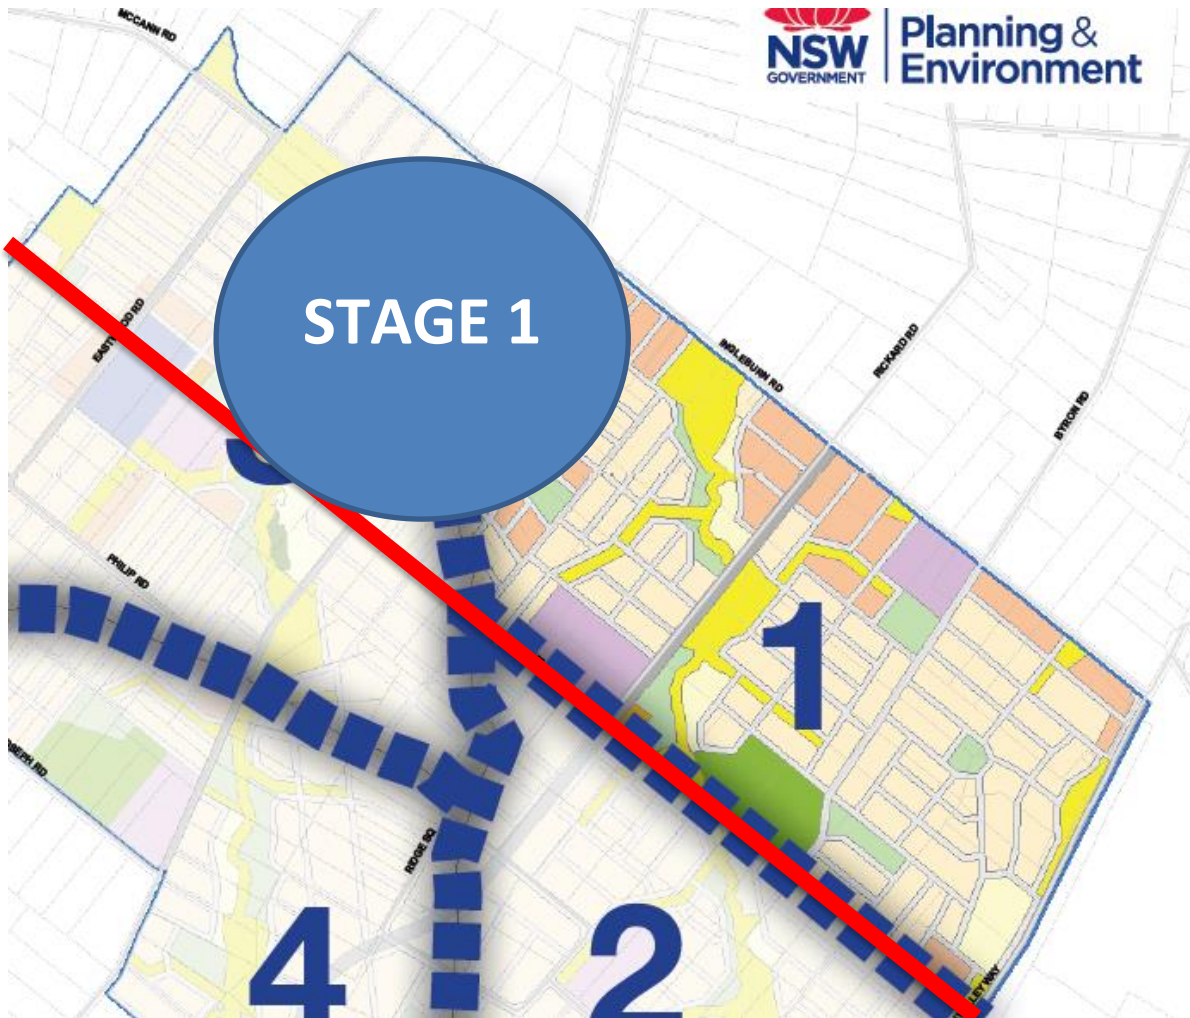 MCCANN RD
NSW
GOVERNMENT
Planning &
Environment
STAGE 1
EASTWOOD RD
INGLEBURN RD
RICKARD RD
BYRON RD
PHILIP RD
1
RIDGE SQ
4
2